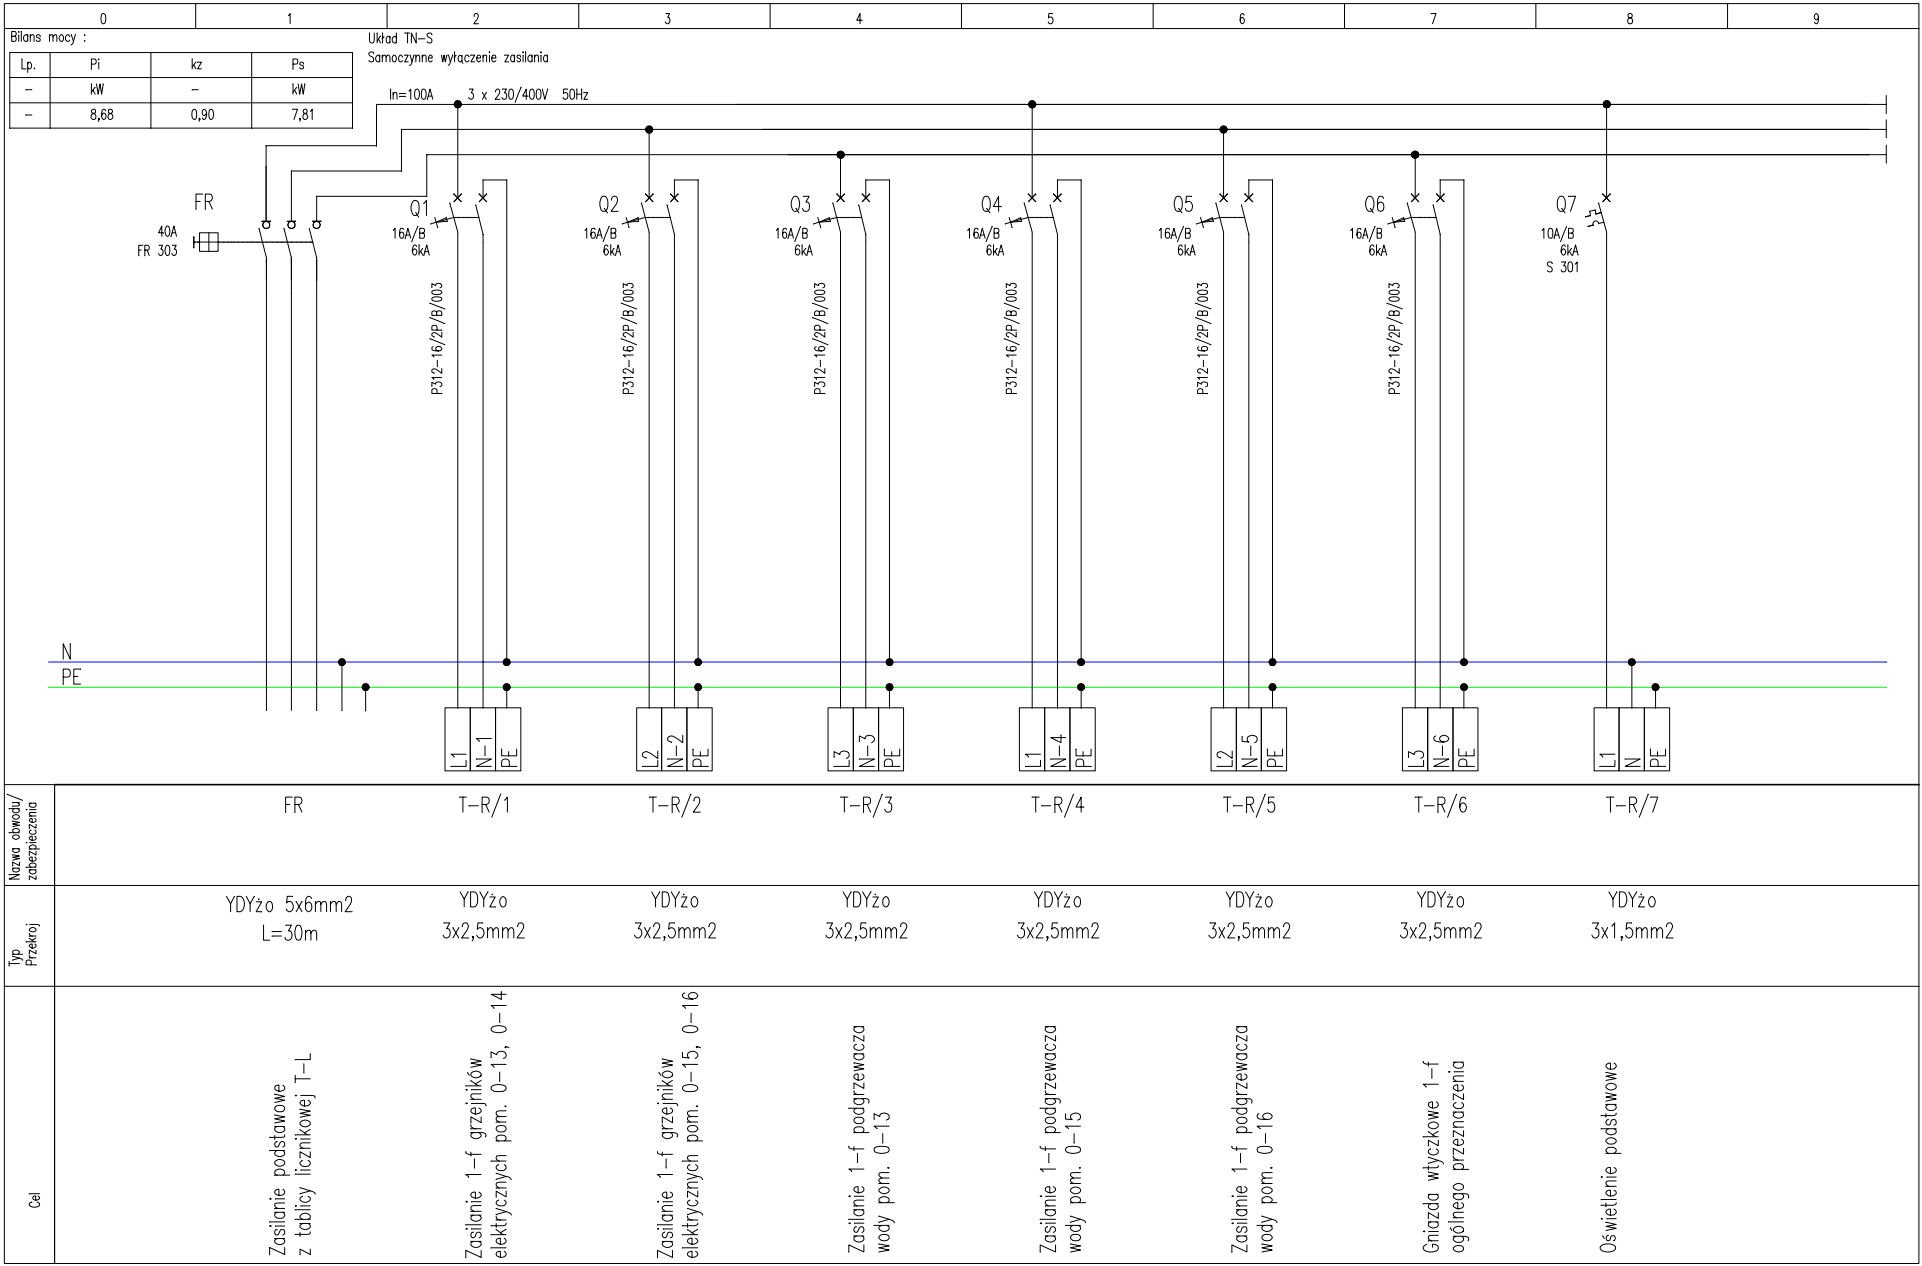 0 1 2 3 4 5 6 7 8 9
Bilans mocy :
Lp. Pi kz Ps
– kW – kW
– 8,68 0,90 7,81
Układ TN–S
Samoczynne wyłączenie zasilania
In=100A 3 x 230/400V 50Hz
FR
40A
FR 303
Q1
16A/B
6kA
P312–16/2P/B/003
Q2
16A/B
6kA
P312–16/2P/B/003
Q3
16A/B
6kA
P312–16/2P/B/003
Q4
16A/B
6kA
P312–16/2P/B/003
Q5
16A/B
6kA
P312–16/2P/B/003
Q6
16A/B
6kA
P312–16/2P/B/003
Q7
10A/B
6kA
S 301
N
PE
L1
N–1
PE
L2
N–2
PE
L3
N–3
PE
L1
N–4
PE
L2
N–5
PE
L3
N–6
PE
L1
N
PE
Nazwa obwodu/
zabezpieczenia
FR T–R/1 T–R/2 T–R/3 T–R/4 T–R/5 T–R/6 T–R/7
Typ
Przekroj
YDYżo 5x6mm2
L=30m
YDYżo
3x2,5mm2
YDYżo
3x2,5mm2
YDYżo
3x2,5mm2
YDYżo
3x2,5mm2
YDYżo
3x2,5mm2
YDYżo
3x2,5mm2
YDYżo
3x1,5mm2
Cel
Zasilanie podstawowe
z tablicy licznikowej T–L
Zasilanie 1–f grzejników
elektrycznych pom. 0–13, 0–14
Zasilanie 1–f grzejników
elektrycznych pom. 0–15, 0–16
Zasilanie 1–f podgrzewacza
wody pom. 0–13
Zasilanie 1–f podgrzewacza
wody pom. 0–15
Zasilanie 1–f podgrzewacza
wody pom. 0–16
Gniazda wtyczkowe 1–f
ogólnego przeznaczenia
Oświetlenie podstawowe